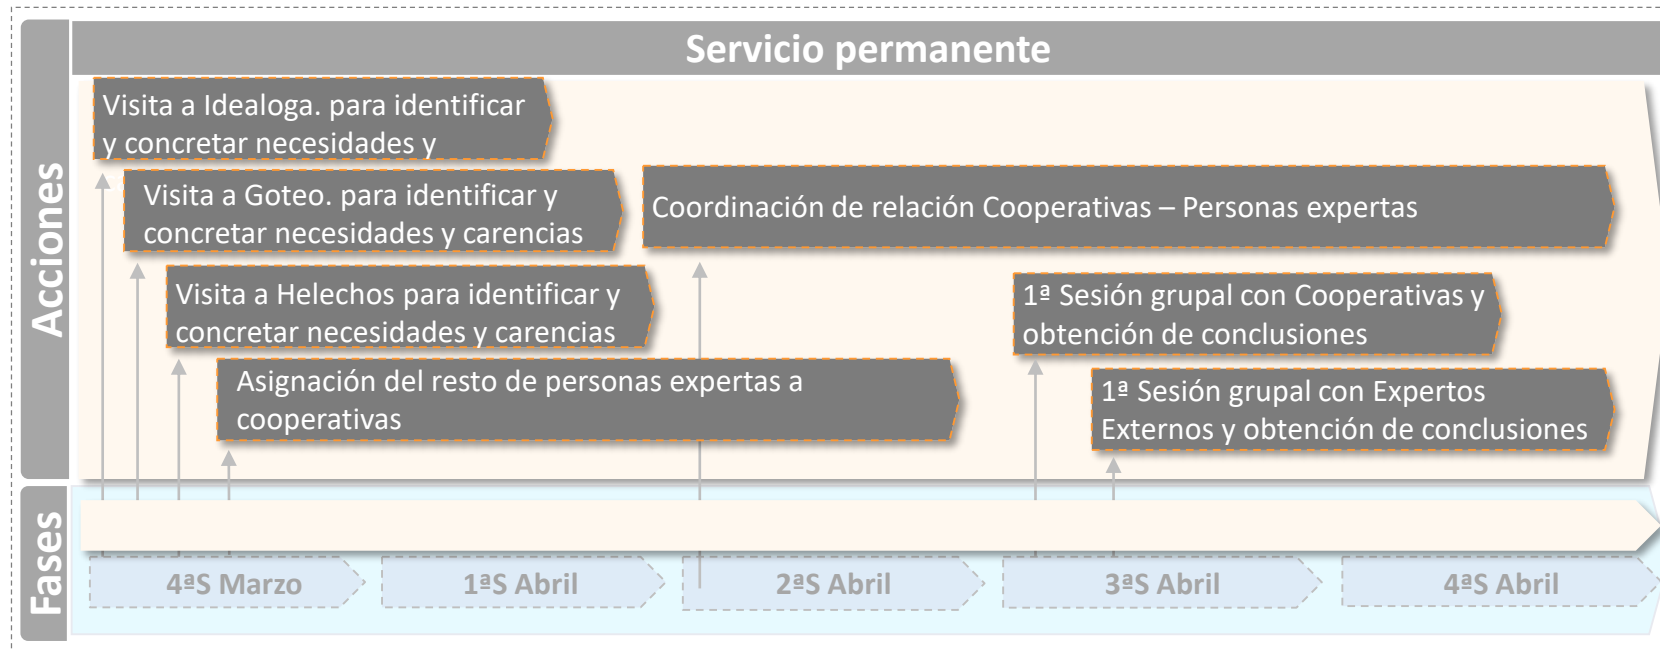 Servicio permanente
Acciones
Visita a Idealoga. para identificar
y concretar necesidades y
Visita a Goteo. para identificar y
concretar necesidades y carencias
Coordinación de relación Cooperativas – Personas expertas
Visita a Helechos para identificar y
concretar necesidades y carencias
1ª Sesión grupal con Cooperativas y
obtención de conclusiones
Asignación del resto de personas expertas a
cooperativas
1ª Sesión grupal con Expertos
Externos y obtención de conclusiones
Fases
4ªS Marzo
1ªS Abril
2ªS Abril
3ªS Abril
4ªS Abril